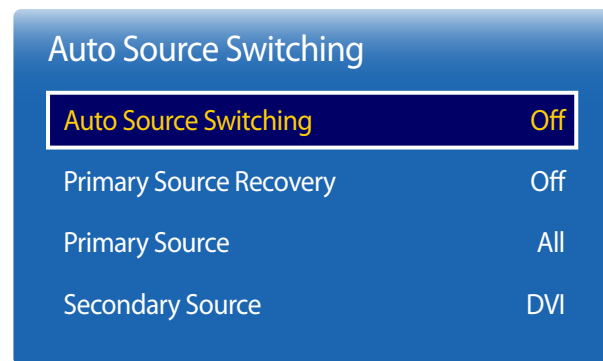 Auto Source Switching
Auto Source Switching Off
Primary Source Recovery Off
Primary Source All
Secondary Source DVI